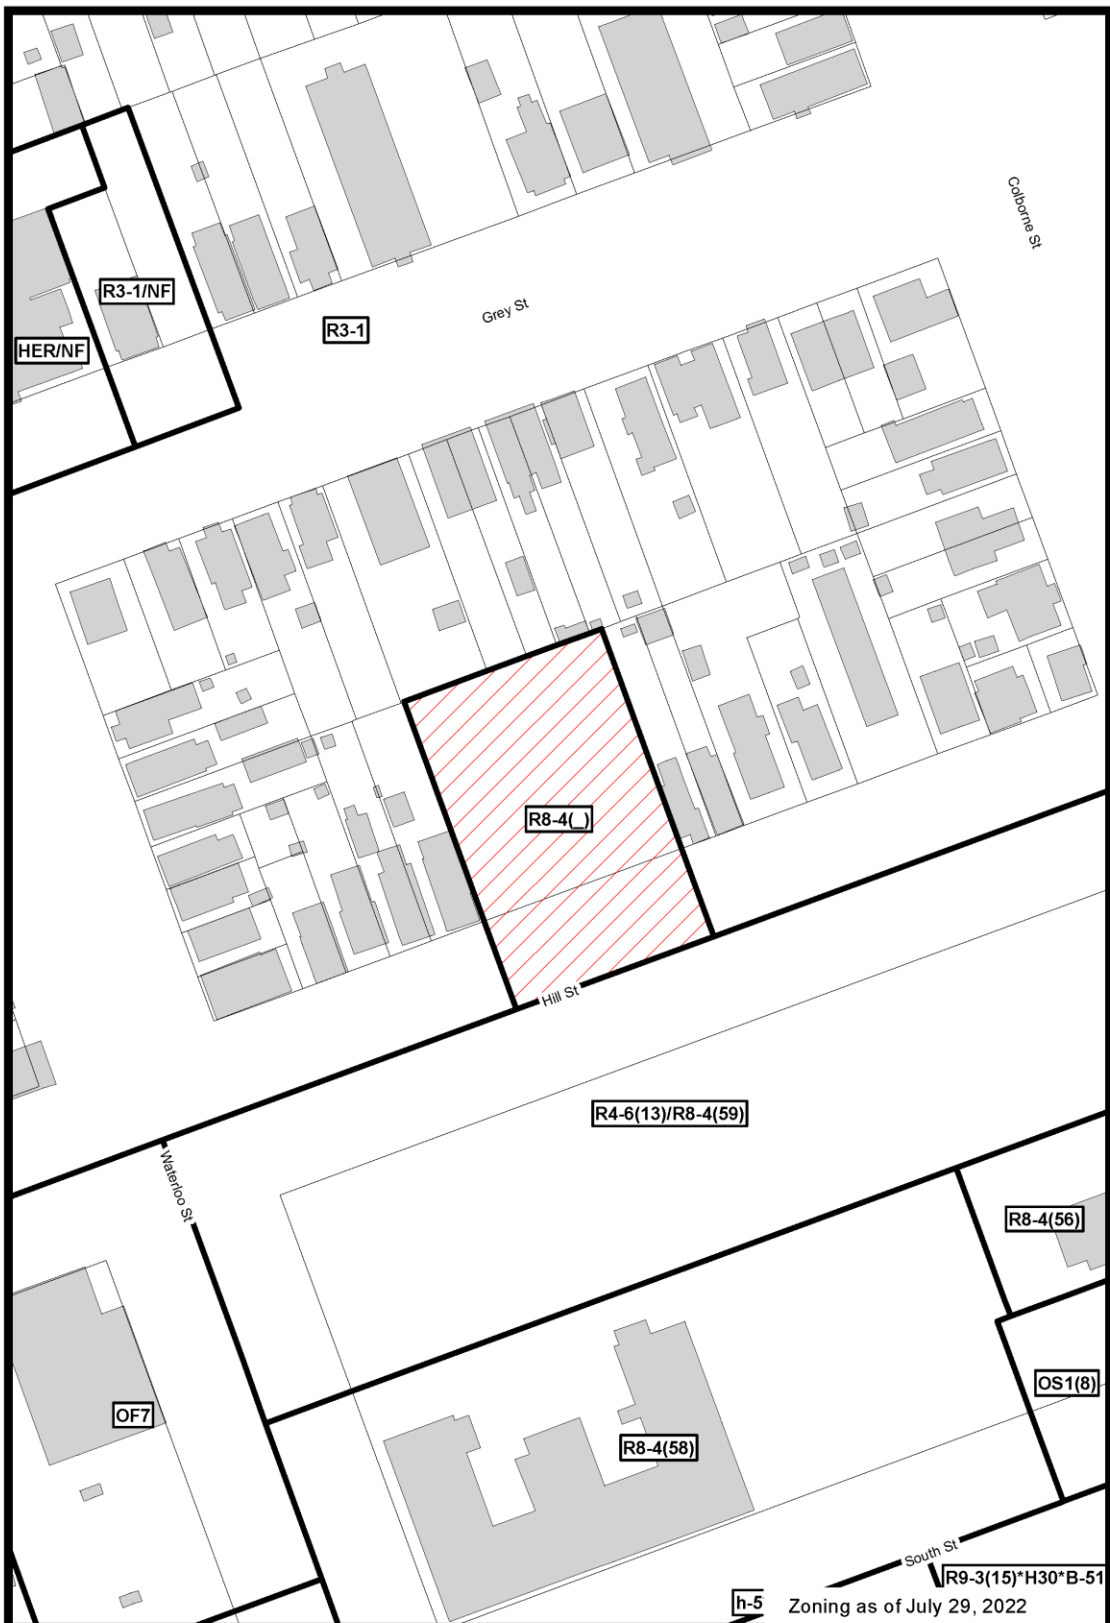 Colborne St
R3-1/NF
Grey St
R3-1
HER/NF
R8-4(_)
Hill St
R4-6(13)/R8-4(59)
Waterloo St
R8-4(56)
OS1(8)
OF7
R8-4(58)
South St
R9-3(15)*H30*B-51
h-5
Zoning as of July 29, 2022